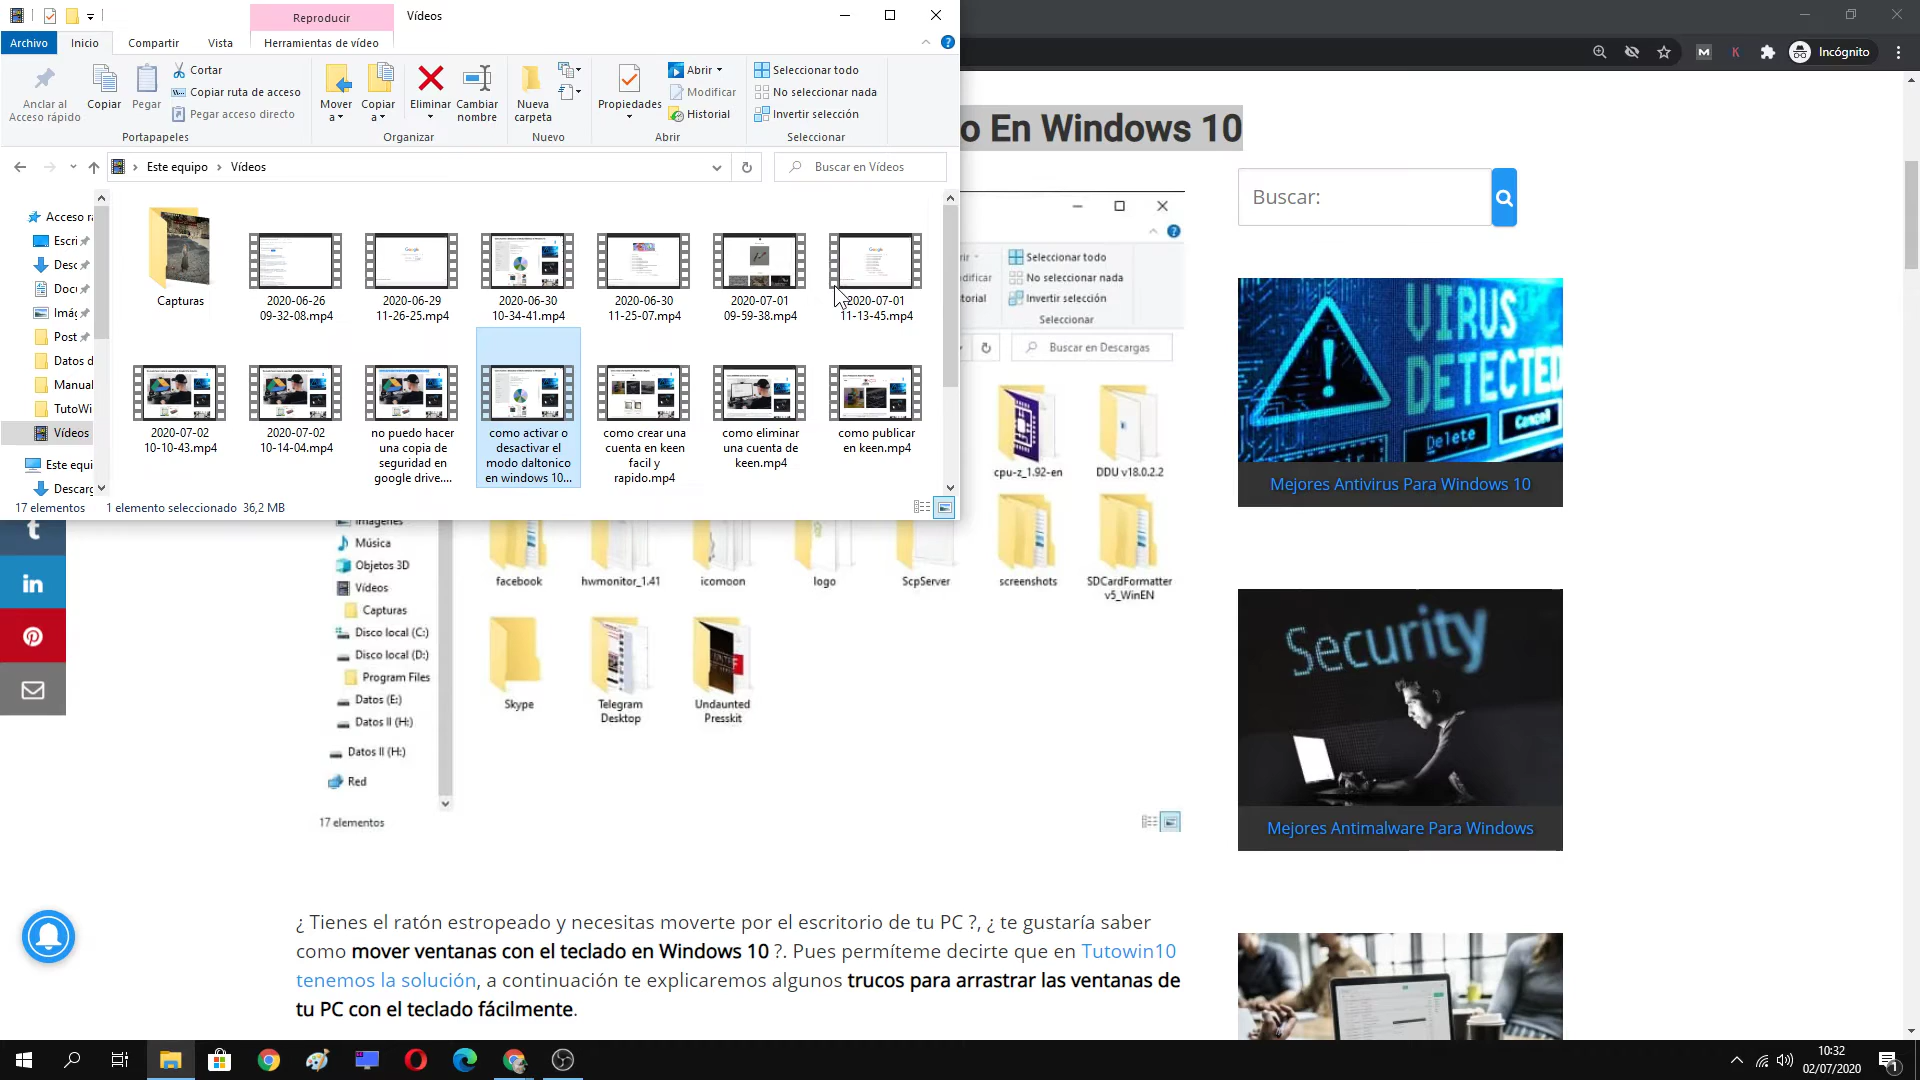 Reproducir
Vídeos
Archivo
Inicio
Compartir
Vista
Herramientas de vídeo
Anclar al
Acceso rápido
Copiar
Pegar
Cortar
Copiar ruta de acceso
Pegar acceso directo
Portapapeles
Mover
a
Copiar
a
Eliminar
Cambiar
nombre
Organizar
Nueva
carpeta
Nuevo
Propiedades
Abrir
Modificar
Historial
Abrir
Seleccionar todo
No seleccionar nada
Invertir selección
Seleccionar
Este equipo
Vídeos
Buscar en Vídeos
Escri
Vídeos
Capturas
2020-06-26
09-32-08.mp4
2020-06-29
11-26-25.mp4
2020-06-30
10-34-41.mp4
2020-06-30
11-25-07.mp4
2020-07-01
09-59-38.mp4
2020-07-01
11-13-45.mp4
2020-07-02
10-10-43.mp4
2020-07-02
10-14-04.mp4
no puedo hacer
una copia de
seguridad en
google drive....
como activar o
desactivar el
modo daltonico
en windows 10...
como crear una
cuenta en keen
facil y
rapido.mp4
como eliminar
una cuenta de
keen.mp4
como publicar
en keen.mp4
17 elementos
1 elemento seleccionado 36,2 MB
Incógnito
o En Windows 10
Buscar:
Seleccionar todo
No seleccionar nada
Invertir selección
Seleccionar
Buscar en Descargas
cpu-z_1.92-en
DDU v18.0.2.2
Imágenes
Música
Objetos 3D
Vídeos
Capturas
Disco local (C:)
Disco local (D:)
Program Files
Datos (E:)
Datos II (H:)
Datos II (H:)
Red
facebook
hwmonitor_1.41
icomoon
logo
ScpServer
screenshots
SDCardFormatter
v5_WinEN
Skype
Telegram
Desktop
Undaunted
Presskit
17 elementos
VIRUS
DETECTED
Delete
Cancel
Mejores Antivirus Para Windows 10
Security
Mejores Antimalware Para Windows
¿ Tienes el ratón estropeado y necesitas moverte por el escritorio de tu PC ?, ¿ te gustaría saber
como mover ventanas con el teclado en Windows 10 ?. Pues permíteme decirte que en Tutowin10
tenemos la solución, a continuación te explicaremos algunos trucos para arrastrar las ventanas de
tu PC con el teclado fácilmente.
10:32
02/07/2020
1